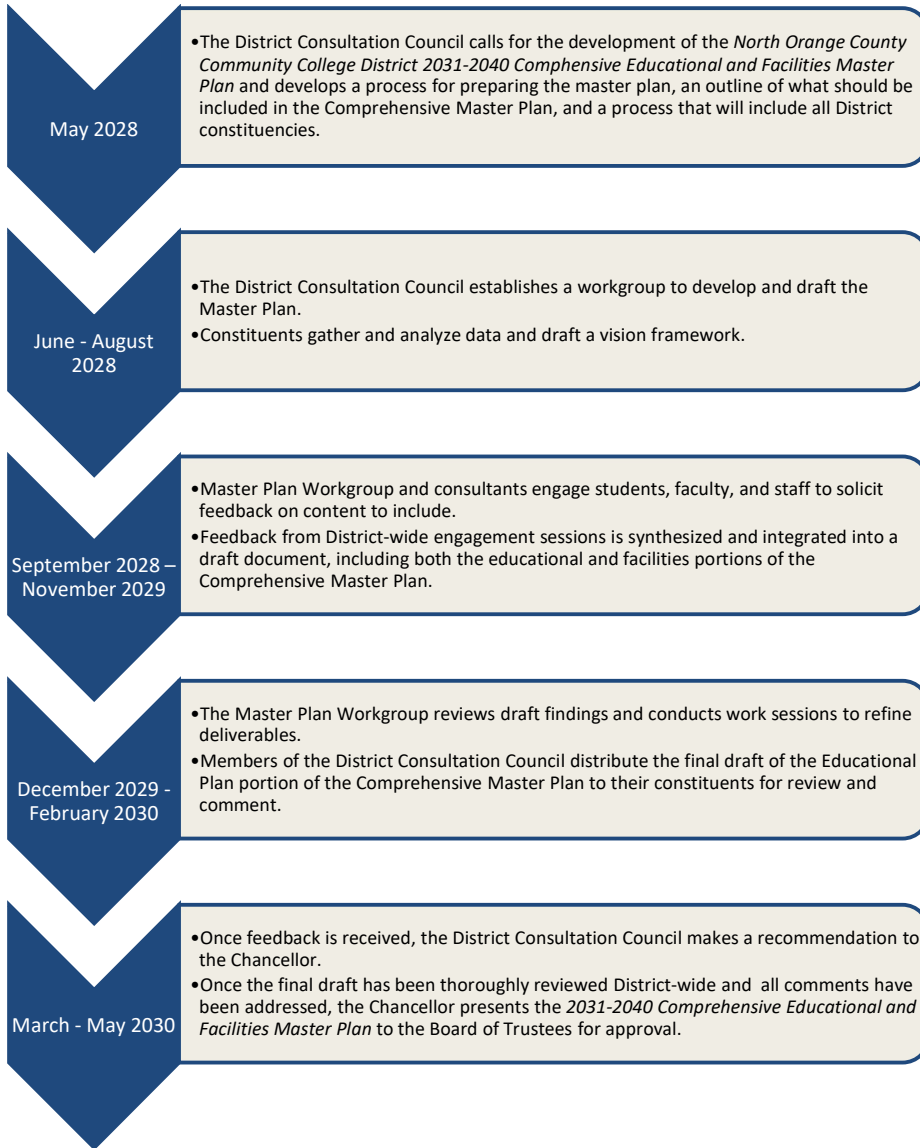 May 2028
•The District Consultation Council calls for the development of the North Orange County
Community College District 2031-2040 Comphensive Educational and Facilities Master
Plan and develops a process for preparing the master plan, an outline of what should be
included in the Comprehensive Master Plan, and a process that will include all District
constituencies.
June - August
2028
•The District Consultation Council establishes a workgroup to develop and draft the
Master Plan.
•Constituents gather and analyze data and draft a vision framework.
September 2028 –
November 2029
•Master Plan Workgroup and consultants engage students, faculty, and staff to solicit
feedback on content to include.
•Feedback from District-wide engagement sessions is synthesized and integrated into a
draft document, including both the educational and facilities portions of the
Comprehensive Master Plan.
December 2029 -
February 2030
•The Master Plan Workgroup reviews draft findings and conducts work sessions to refine
deliverables.
•Members of the District Consultation Council distribute the final draft of the Educational
Plan portion of the Comprehensive Master Plan to their constituents for review and
comment.
March - May 2030
•Once feedback is received, the District Consultation Council makes a recommendation to
the Chancellor.
•Once the final draft has been thoroughly reviewed District-wide and  all comments have
been addressed, the Chancellor presents the 2031-2040 Comprehensive Educational and
Facilities Master Plan to the Board of Trustees for approval.